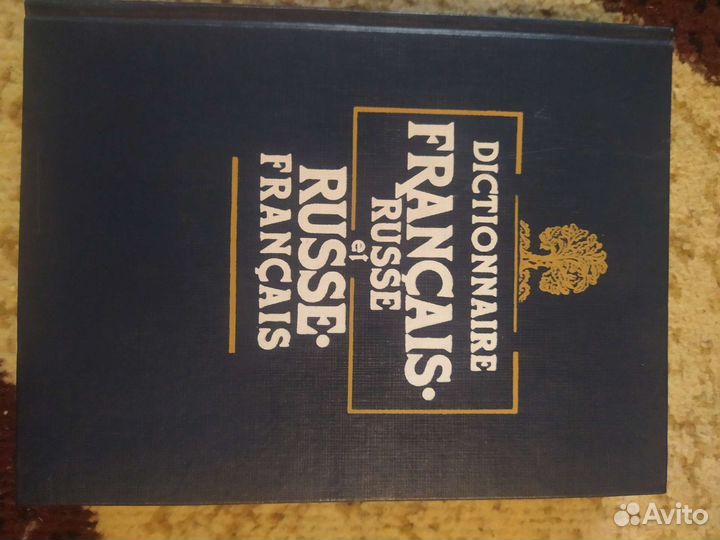 DICTIONNAIRE
FRANÇAIS·
RUSSE
et
RUSSE·
FRANÇAIS
Avito